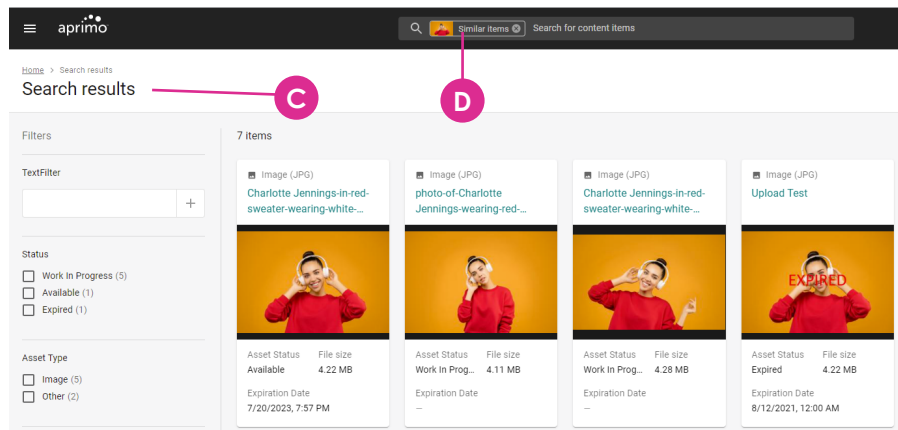 aprimo
Similar items Search for content items
Home > Search results
Search results
C
D
Filters
7 items
TextFilter
+
Status
Work In Progress (5)
Available (1)
Expired (1)
Asset Type
Image (5)
Other (2)
Image (JPG)
Charlotte Jennings-in-red-
sweater-wearing-white-...
Asset Status File size
Available 4.22 MB
Expiration Date
7/20/2023, 7:57 PM
Image (JPG)
photo-of-Charlotte
Jennings-wearing-red-...
Asset Status File size
Work In Prog... 4.11 MB
Expiration Date
—
Image (JPG)
Charlotte Jennings-in-red-
sweater-wearing-white-...
Asset Status File size
Work In Prog... 4.28 MB
Expiration Date
—
Image (JPG)
Upload Test
EXPIRED
Asset Status File size
Expired 4.22 MB
Expiration Date
8/12/2021, 12:00 AM